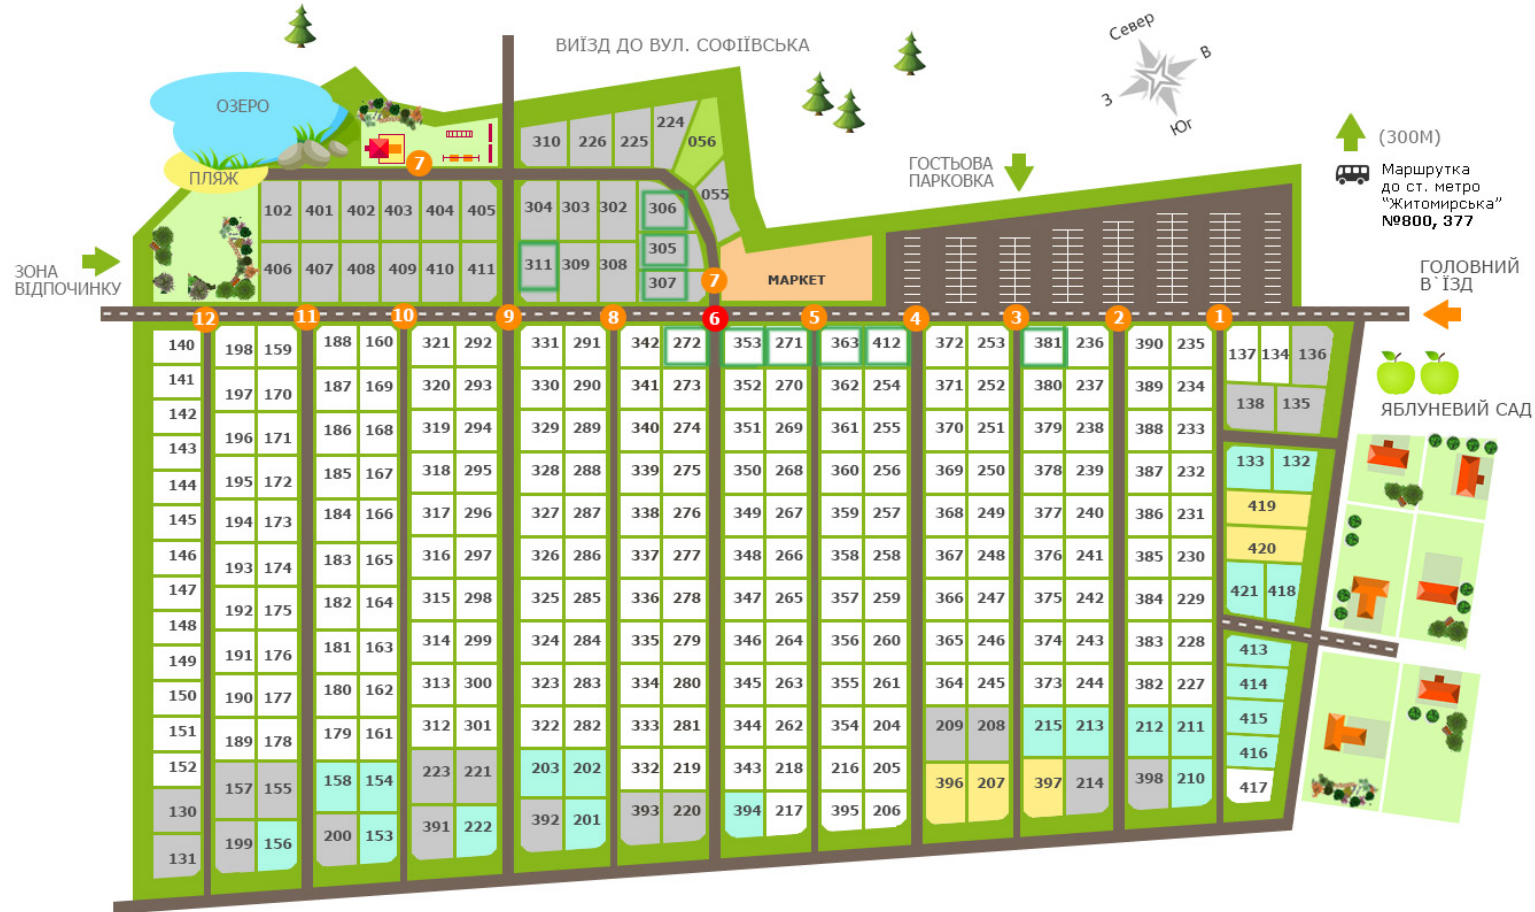 ВИЇЗД ДО ВУЛ. СОФІЇВСЬКА
Север
В
З
Юг
ОЗЕРО
ПЛЯЖ
7
310 226 225 224 056
055
ГОСТЬОВА
ПАРКОВКА
(300М)
Маршрутка
до ст. метро
"Житомирська"
№800, 377
102 401 402 403 404 405 304 303 302 306
406 407 408 409 410 411 311 309 308 305
307
7
МАРКЕТ
ЗОНА
ВІДПОЧИНКУ
ГОЛОВНИЙ
В`ЇЗД
12 11 10 9 8 6 5 4 3 2 1
ЯБЛУНЕВИЙ САД
140 198 159 188 160 321 292 331 291 342 272 353 271 363 412 372 253 381 236 390 235 137 134 136
141 197 170 187 169 320 293 330 290 341 273 352 270 362 254 371 252 380 237 389 234 138 135
142 196 171 186 168 319 294 329 289 340 274 351 269 361 255 370 251 379 238 388 233
143 195 172 185 167 318 295 328 288 339 275 350 268 360 256 369 250 378 239 387 232 133 132
144 194 173 184 166 317 296 327 287 338 276 349 267 359 257 368 249 377 240 386 231 419
145 193 174 183 165 316 297 326 286 337 277 348 266 358 258 367 248 376 241 385 230 420
146 192 175 182 164 315 298 325 285 336 278 347 265 357 259 366 247 375 242 384 229 421 418
147 191 176 181 163 314 299 324 284 335 279 346 264 356 260 365 246 374 243 383 228 413
148 190 177 180 162 313 300 323 283 334 280 345 263 355 261 364 245 373 244 382 227 414
149 189 178 179 161 312 301 322 282 333 281 344 262 354 204 209 208 215 213 212 211 415
150 157 155 158 154 223 221 203 202 332 219 343 218 216 205 396 207 397 214 398 210 416
151 199 156 200 153 391 222 392 201 393 220 394 217 395 206 417
152
130
131